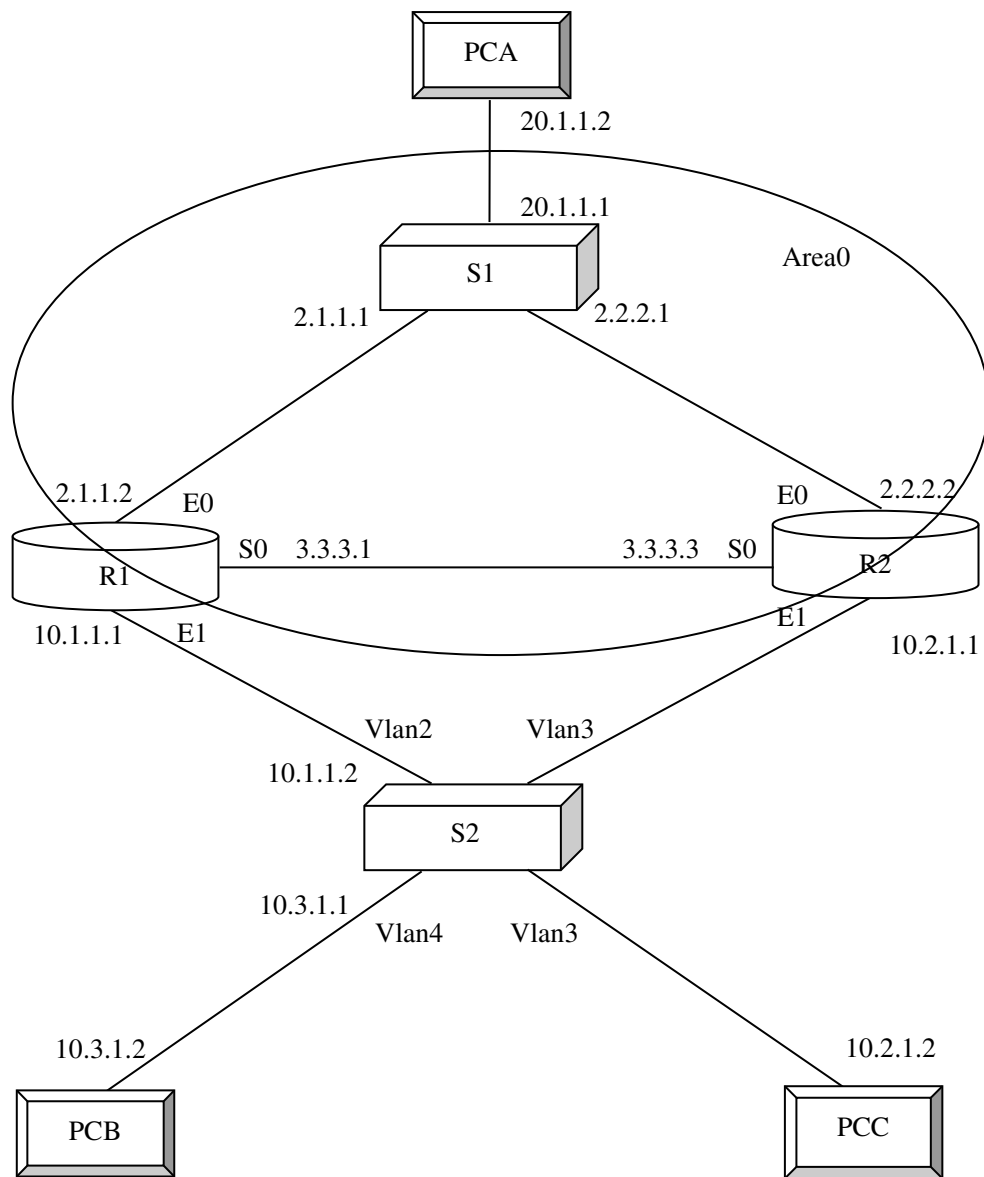 PCA
20.1.1.2
20.1.1.1
Area0
S1
2.1.1.1
2.2.2.1
2.1.1.2
E0
E0
2.2.2.2
S0
3.3.3.1
3.3.3.3
S0
R1
R2
10.1.1.1
E1
E1
10.2.1.1
Vlan2
Vlan3
10.1.1.2
S2
10.3.1.1
Vlan4
Vlan3
10.3.1.2
10.2.1.2
PCB
PCC